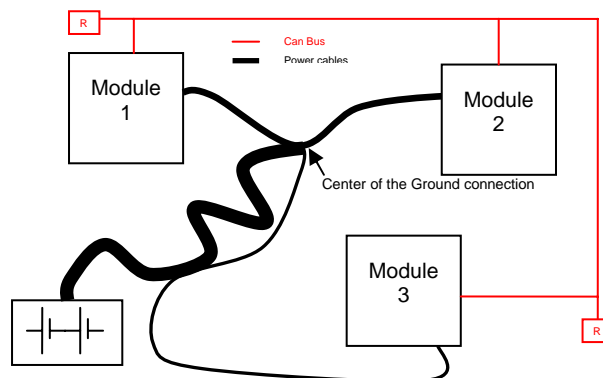 R
Can Bus
Power cables
Module
1
Module
2
Center of the Ground connection
Module
3
R